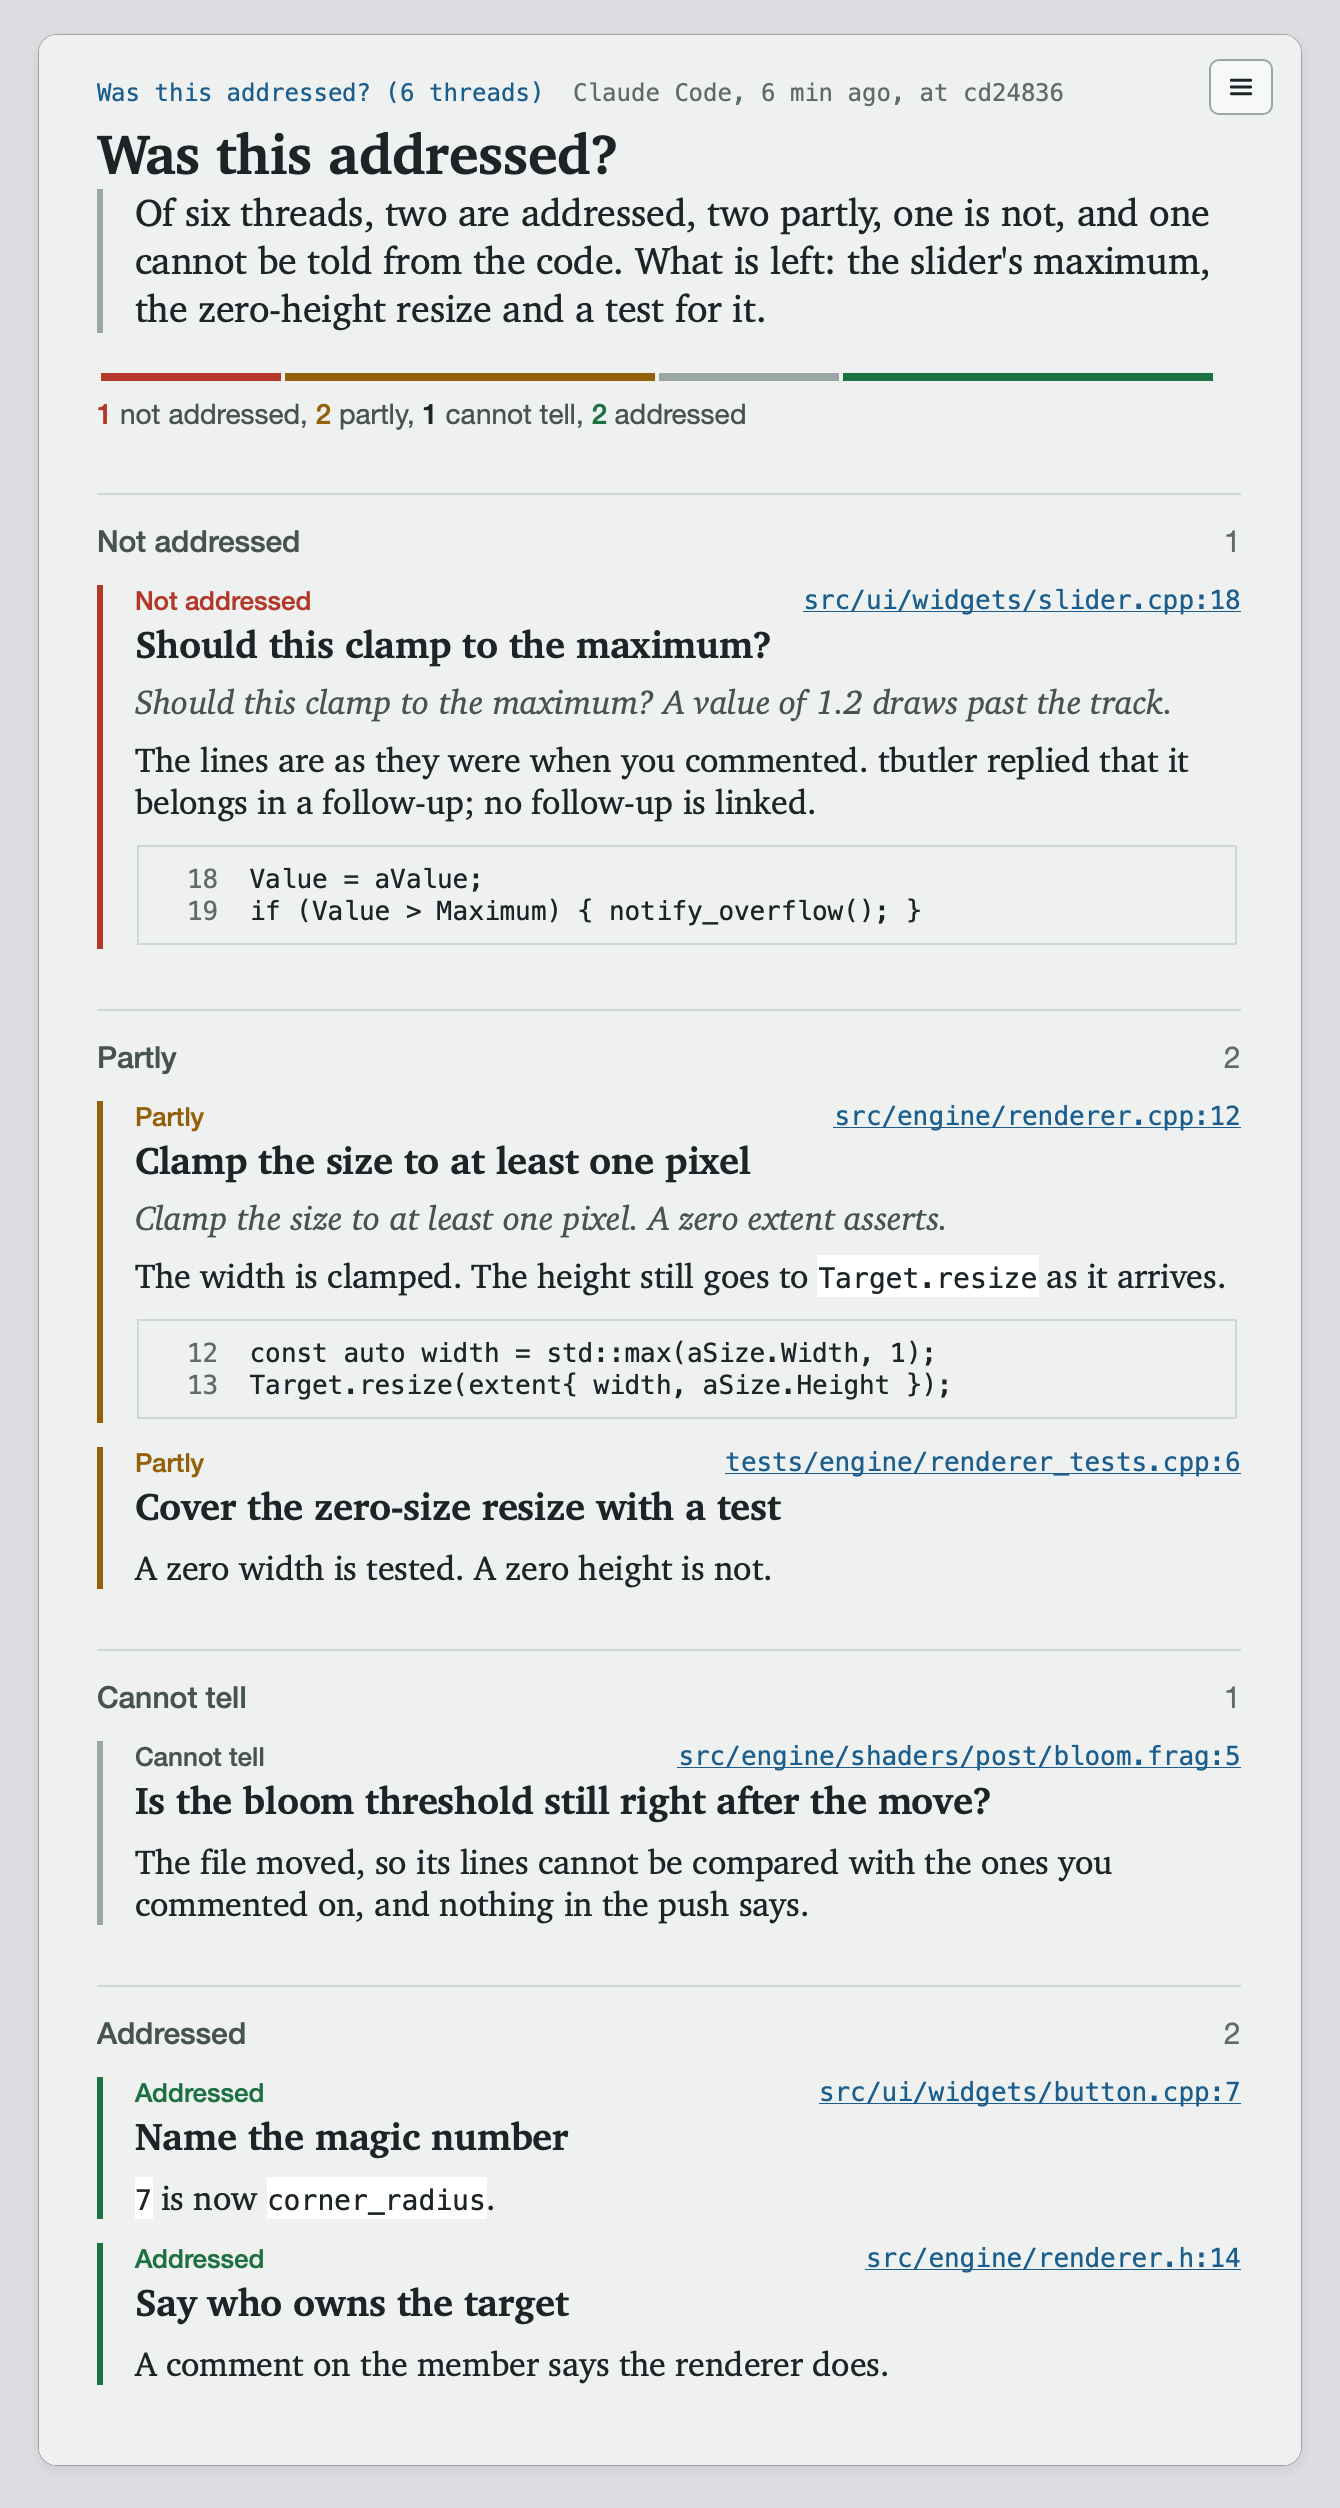 Was this addressed? (6 threads) Claude Code, 6 min ago, at cd24836
Was this addressed?
Of six threads, two are addressed, two partly, one is not, and one
cannot be told from the code. What is left: the slider's maximum,
the zero-height resize and a test for it.
1 not addressed, 2 partly, 1 cannot tell, 2 addressed
Not addressed 1
Not addressed src/ui/widgets/slider.cpp:18
Should this clamp to the maximum?
Should this clamp to the maximum? A value of 1.2 draws past the track.
The lines are as they were when you commented. tbutler replied that it
belongs in a follow-up; no follow-up is linked.
18 Value = aValue;
19 if (Value > Maximum) { notify_overflow(); }
Partly 2
Partly src/engine/renderer.cpp:12
Clamp the size to at least one pixel
Clamp the size to at least one pixel. A zero extent asserts.
The width is clamped. The height still goes to Target.resize as it arrives.
12 const auto width = std::max(aSize.Width, 1);
13 Target.resize(extent{ width, aSize.Height });
Partly tests/engine/renderer_tests.cpp:6
Cover the zero-size resize with a test
A zero width is tested. A zero height is not.
Cannot tell 1
Cannot tell src/engine/shaders/post/bloom.frag:5
Is the bloom threshold still right after the move?
The file moved, so its lines cannot be compared with the ones you
commented on, and nothing in the push says.
Addressed 2
Addressed src/ui/widgets/button.cpp:7
Name the magic number
7 is now corner_radius.
Addressed src/engine/renderer.h:14
Say who owns the target
A comment on the member says the renderer does.